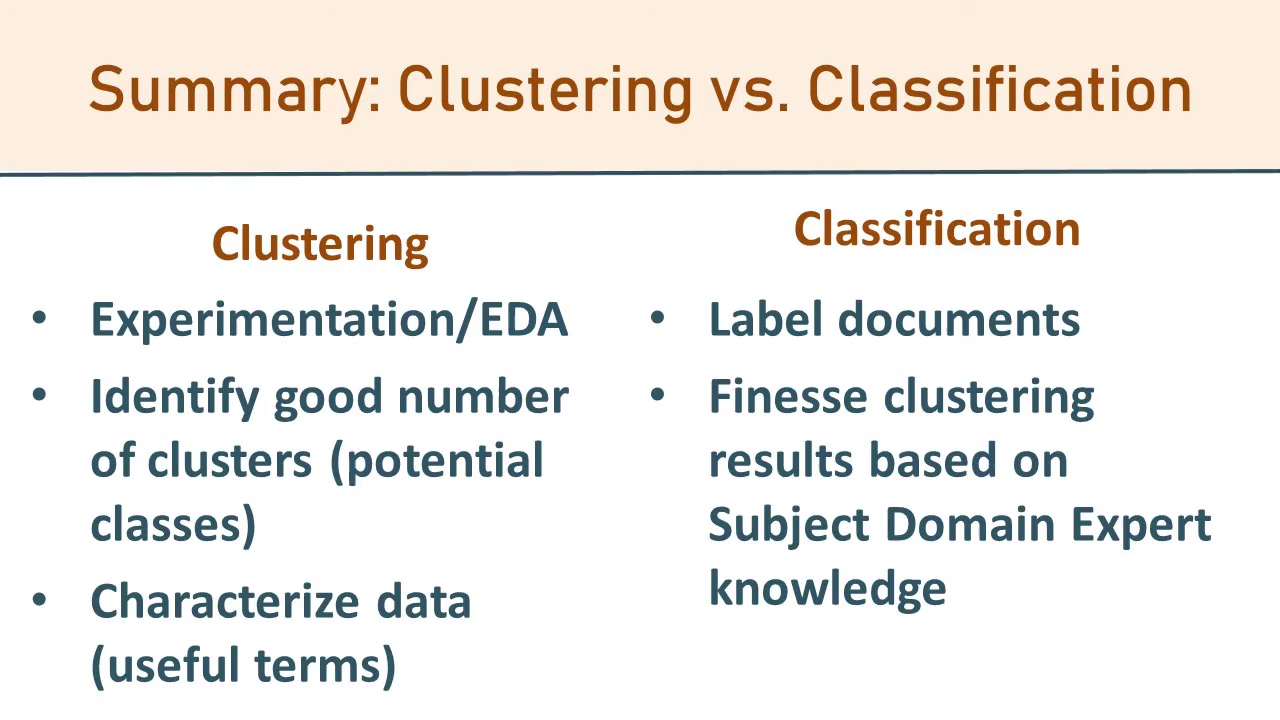 Summary: Clustering vs. Classification
Clustering
• Experimentation/EDA
• Identify good number
of clusters (potential
classes)
• Characterize data
(useful terms)
Classification
• Label documents
• Finesse clustering
results based on
Subject Domain Expert
knowledge